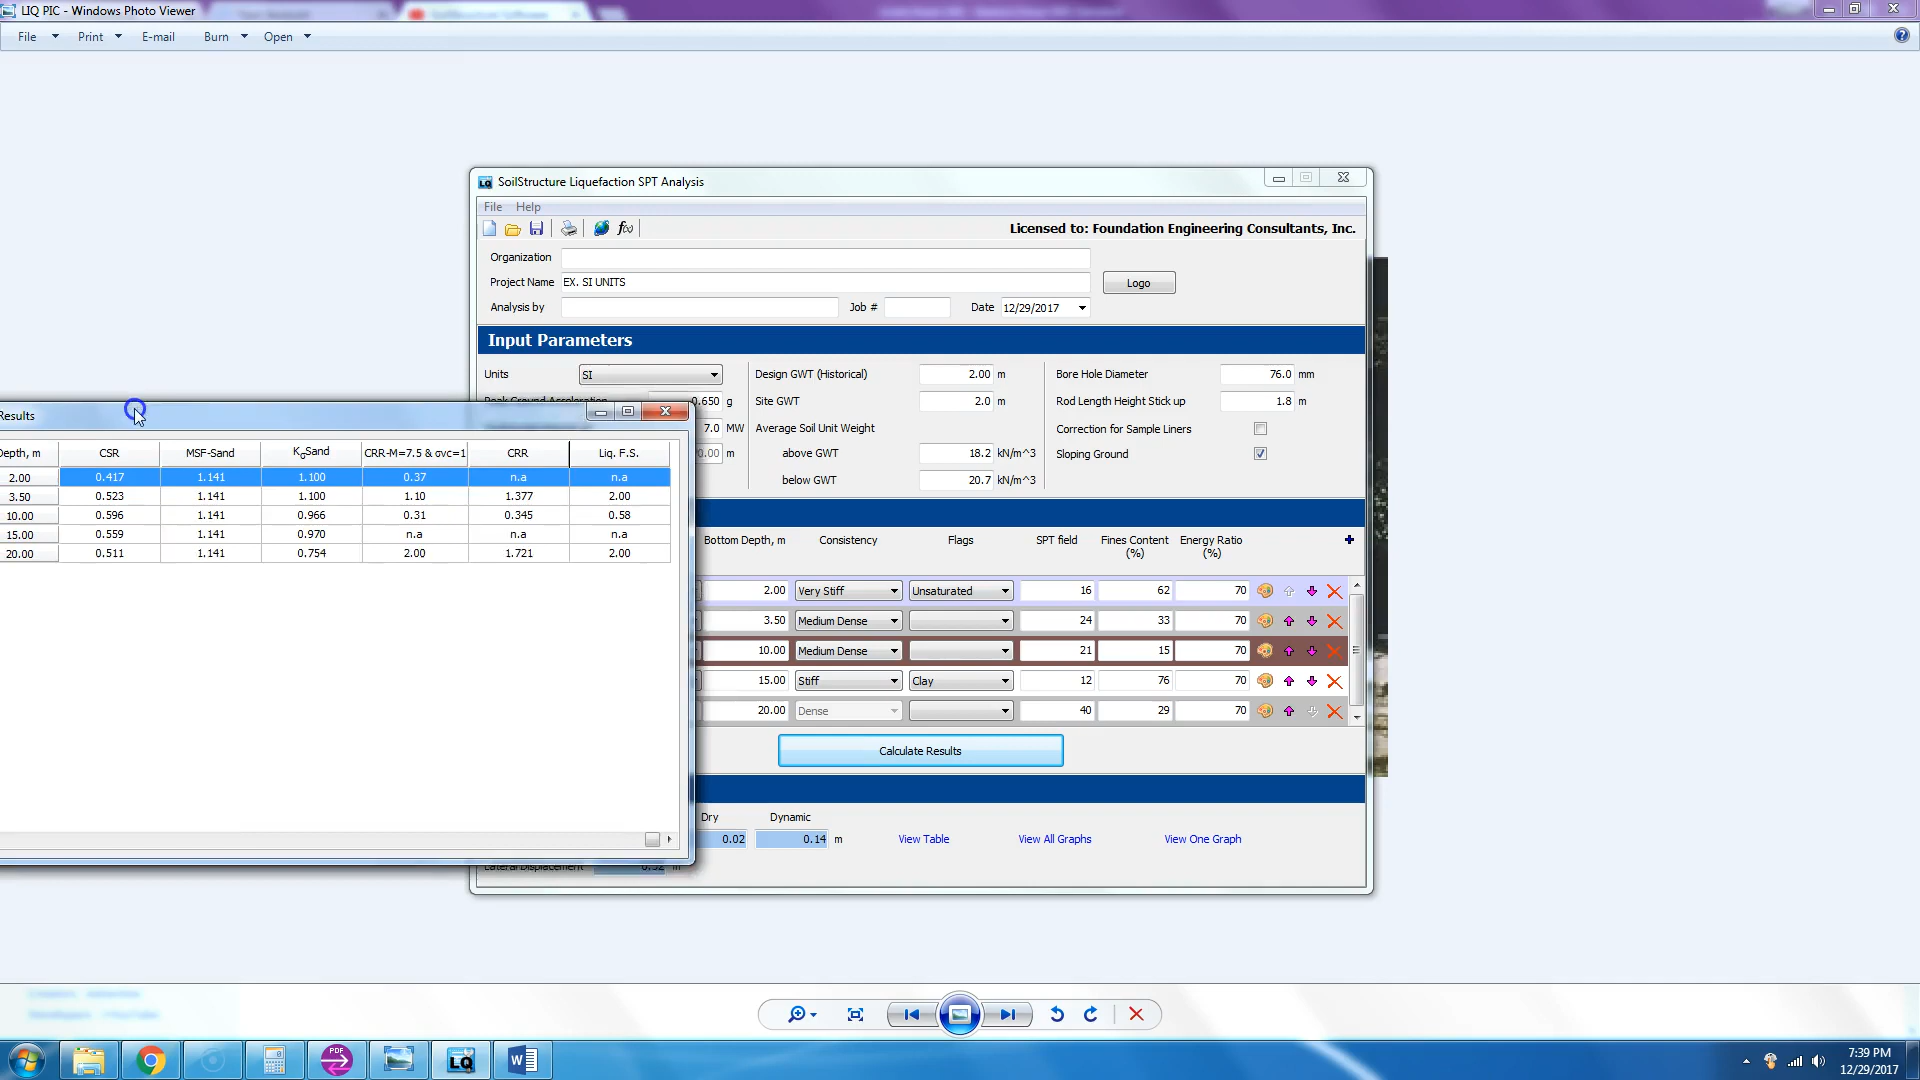 LIQ PIC - Windows Photo Viewer
File Print E-mail Burn Open
SoilStructure Liquefaction SPT Analysis
File Help
f(x)
Licensed to: Foundation Engineering Consultants, Inc.
Organization
Project Name EX. SI UNITS
Logo
Analysis by Job # Date 12/29/2017
Input Parameters
Units SI
Design GWT (Historical) 2.00 m
Bore Hole Diameter 76.0 mm
Peak Ground Acceleration 0.650 g
Site GWT 2.0 m
Rod Length Height Stick up 1.8 m
7.0 MW
Average Soil Unit Weight
Correction for Sample Liners
m
above GWT 18.2 kN/m^3
Sloping Ground
below GWT 20.7 kN/m^3
Results
Depth, m CSR MSF-Sand KσSand CRR-M=7.5 & σvc=1 CRR Liq. F.S.
2.00 0.417 1.141 1.100 0.37 n.a n.a
3.50 0.523 1.141 1.100 1.10 1.377 2.00
10.00 0.596 1.141 0.966 0.31 0.345 0.58
15.00 0.559 1.141 0.970 n.a n.a n.a
20.00 0.511 1.141 0.754 2.00 1.721 2.00
Bottom Depth, m Consistency Flags SPT field Fines Content (%) Energy Ratio (%)
2.00 Very Stiff Unsaturated 16 62 70
3.50 Medium Dense 24 33 70
10.00 Medium Dense 21 15 70
15.00 Stiff Clay 12 76 70
20.00 Dense 40 29 70
Calculate Results
Dry Dynamic
0.02 0.14 m View Table View All Graphs View One Graph
Lateral Displacement
PDF
LQ
7:39 PM
12/29/2017